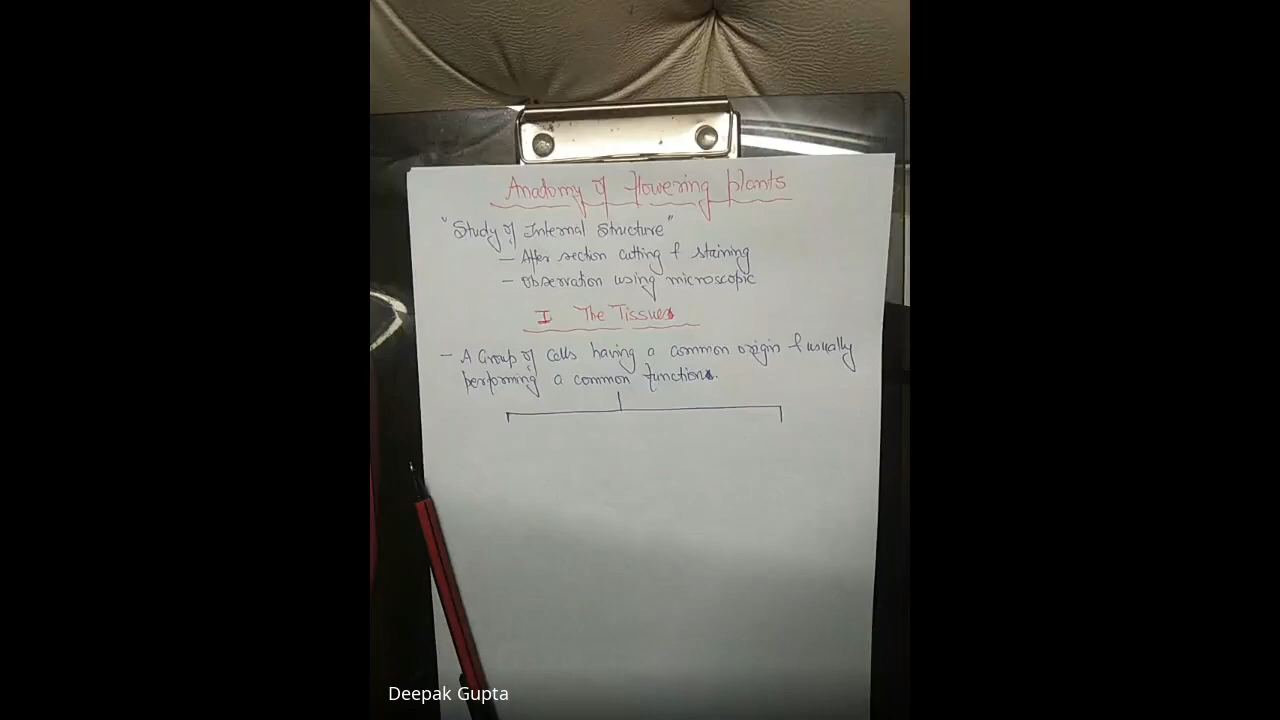 Anatomy of flowering plants
"Study of Internal Structure"
— After section cutting & staining
— Observation using microscopic
I The Tissues
— A Group of cells having a common origin & usually
performing a common functions.
Deepak Gupta